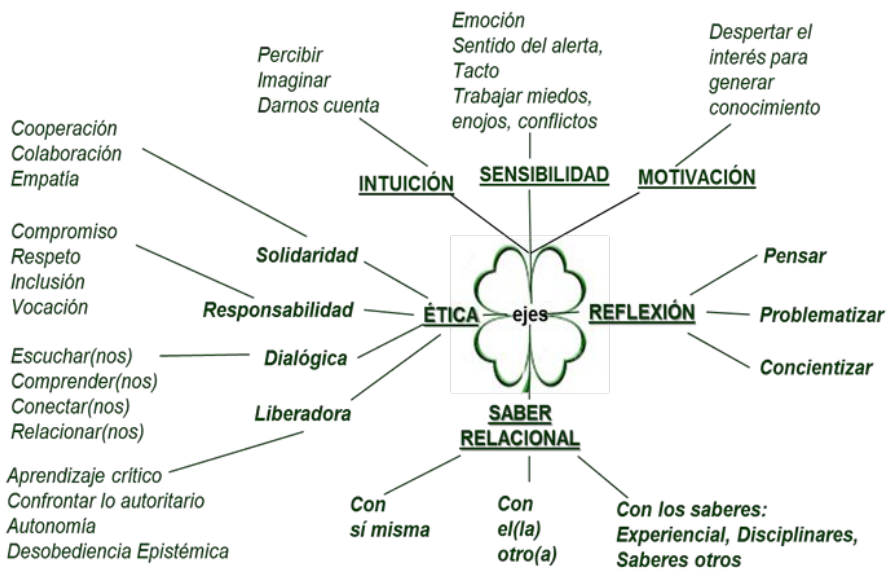 Percibir
Imaginar
Darnos cuenta
Emoción
Sentido del alerta,
Tacto
Trabajar miedos,
enojos, conflictos
Despertar el
interés para
generar
conocimiento
INTUICIÓN
SENSIBILIDAD
MOTIVACIÓN
Cooperación
Colaboración
Empatía
Solidaridad
Compromiso
Respeto
Inclusión
Vocación
Responsabilidad
ÉTICA
ejes
REFLEXIÓN
Pensar
Problematizar
Concientizar
Escuchar(nos)
Comprender(nos)
Conectar(nos)
Relacionar(nos)
Dialógica
Liberadora
Aprendizaje crítico
Confrontar lo autoritario
Autonomía
Desobediencia Epistémica
SABER
RELACIONAL
Con
sí misma
Con
el(la)
otro(a)
Con los saberes:
Experiencial, Disciplinares,
Saberes otros